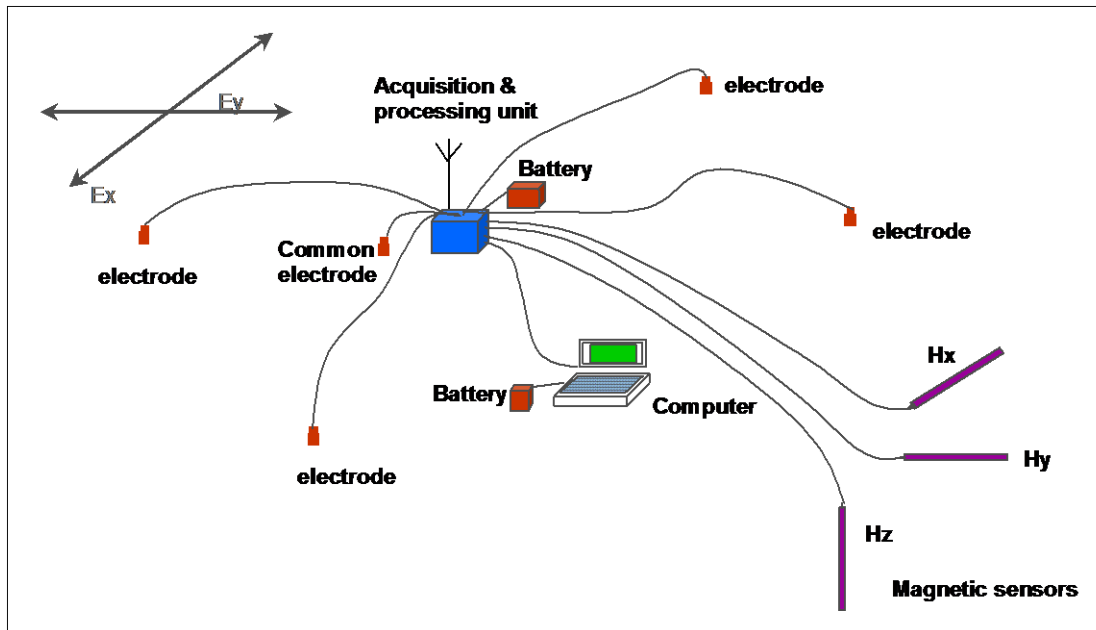 Ey
Ex
Acquisition &
processing unit
electrode
Battery
electrode
Common
electrode
electrode
Hx
Battery
Computer
Hy
electrode
Hz
Magnetic sensors